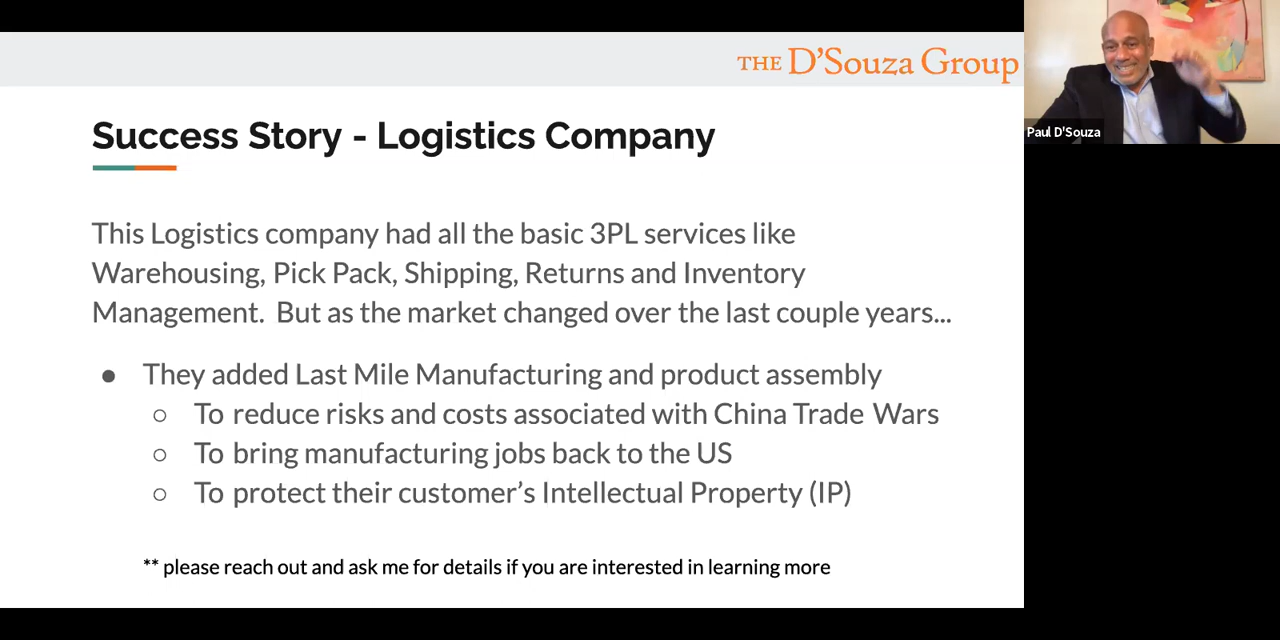 THE D'Souza Group
Paul D'Souza
Success Story - Logistics Company
This Logistics company had all the basic 3PL services like
Warehousing, Pick Pack, Shipping, Returns and Inventory
Management.  But as the market changed over the last couple years...
● They added Last Mile Manufacturing and product assembly
○ To reduce risks and costs associated with China Trade Wars
○ To bring manufacturing jobs back to the US
○ To protect their customer's Intellectual Property (IP)
** please reach out and ask me for details if you are interested in learning more